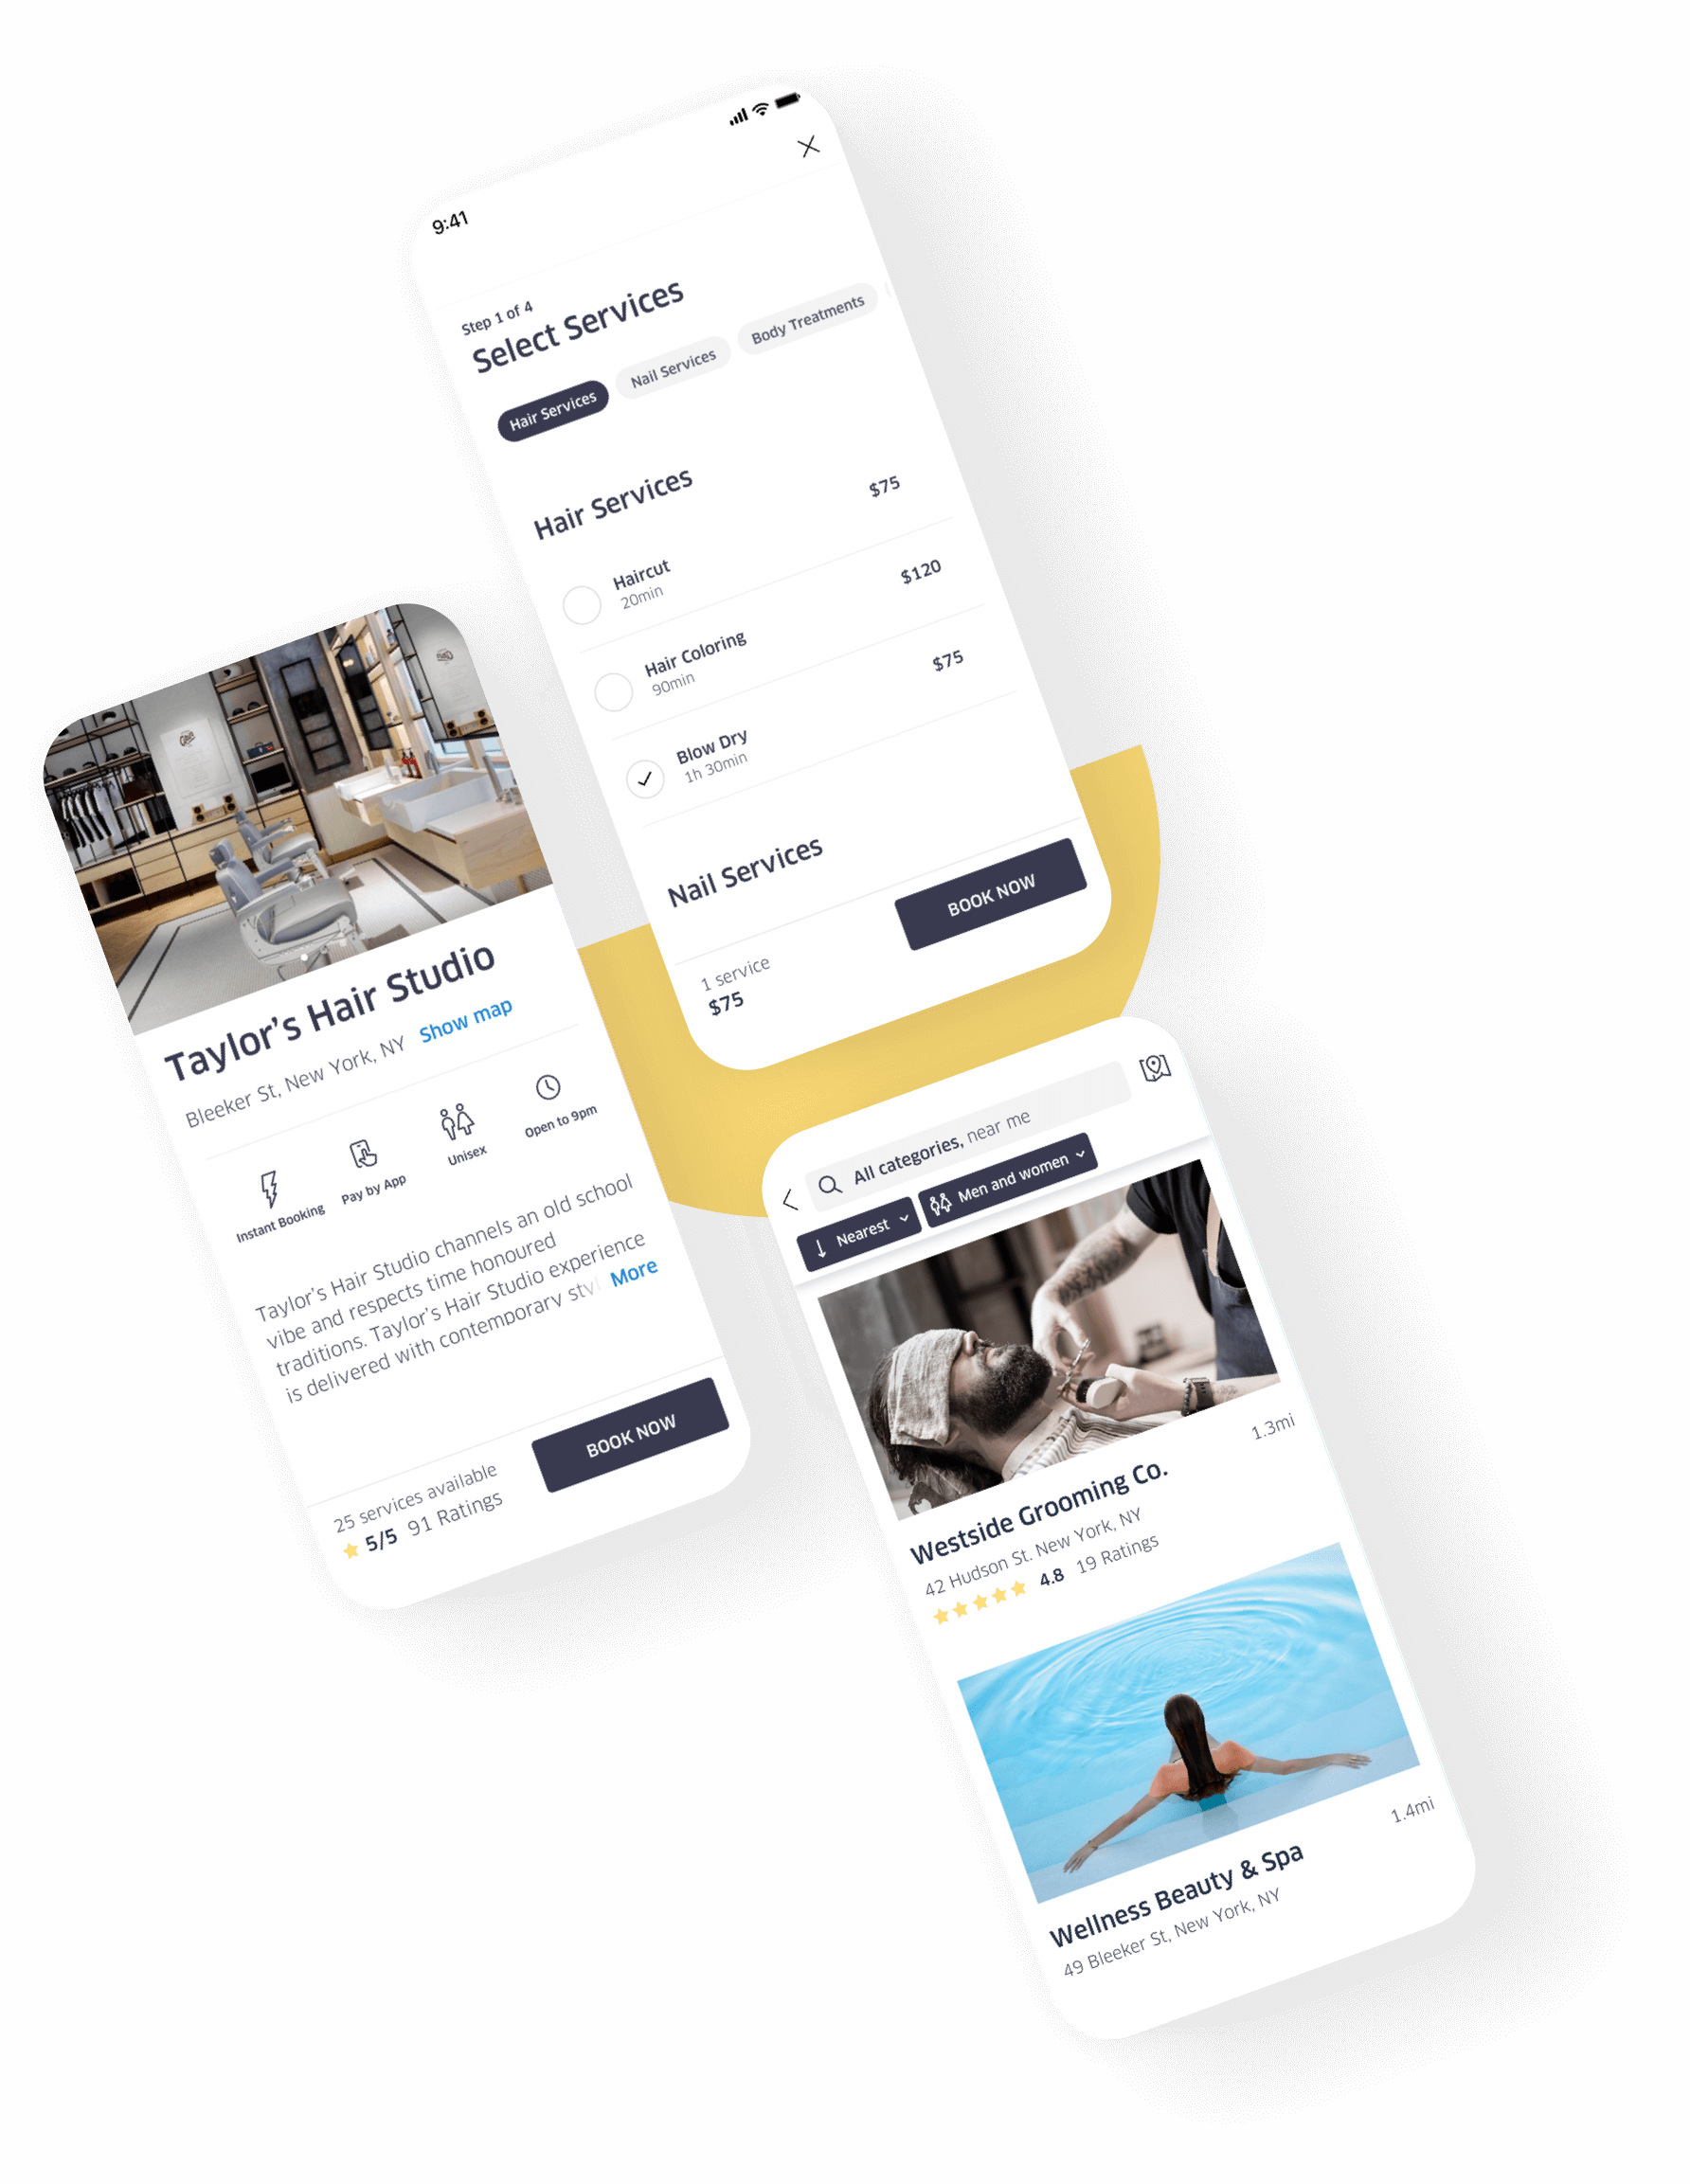 9:41
Step 1 of 4
Select Services
Hair Services
Nail Services
Body Treatments
Hair Services
Haircut
20min
$75
Hair Coloring
90min
$120
Blow Dry
1h 30min
$75
Nail Services
1 service
$75
BOOK NOW
Taylor's Hair Studio
Bleeker St, New York, NY Show map
Instant Booking
Pay by App
Unisex
Open to 9pm
Taylor's Hair Studio channels an old school
vibe and respects time honoured
traditions. Taylor's Hair Studio experience
is delivered with contemporary sty More
25 services available
5/5 91 Ratings
BOOK NOW
All categories, near me
Nearest
Men and women
Westside Grooming Co.
1.3mi
42 Hudson St. New York, NY
4.8 19 Ratings
Wellness Beauty & Spa
1.4mi
49 Bleeker St, New York, NY